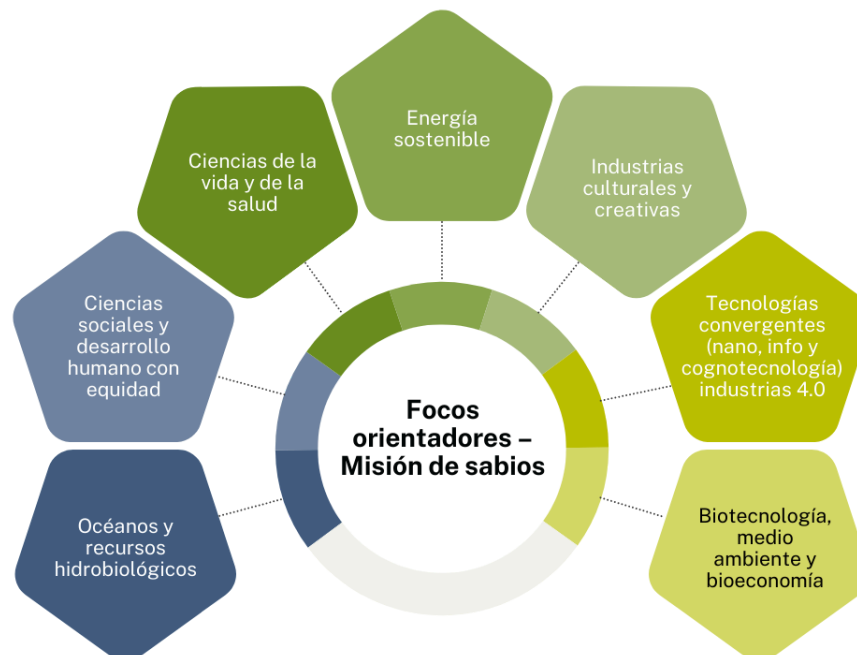 Energía
sostenible
Ciencias de la
vida y de la
salud
Industrias
culturales y
creativas
Ciencias
sociales y
desarrollo
humano con
equidad
Tecnologías
convergentes
(nano, info y
cognotecnología)
industrias 4.0
Focos
orientadores –
Misión de sabios
Océanos y
recursos
hidrobiológicos
Biotecnología,
medio
ambiente y
bioeconomía